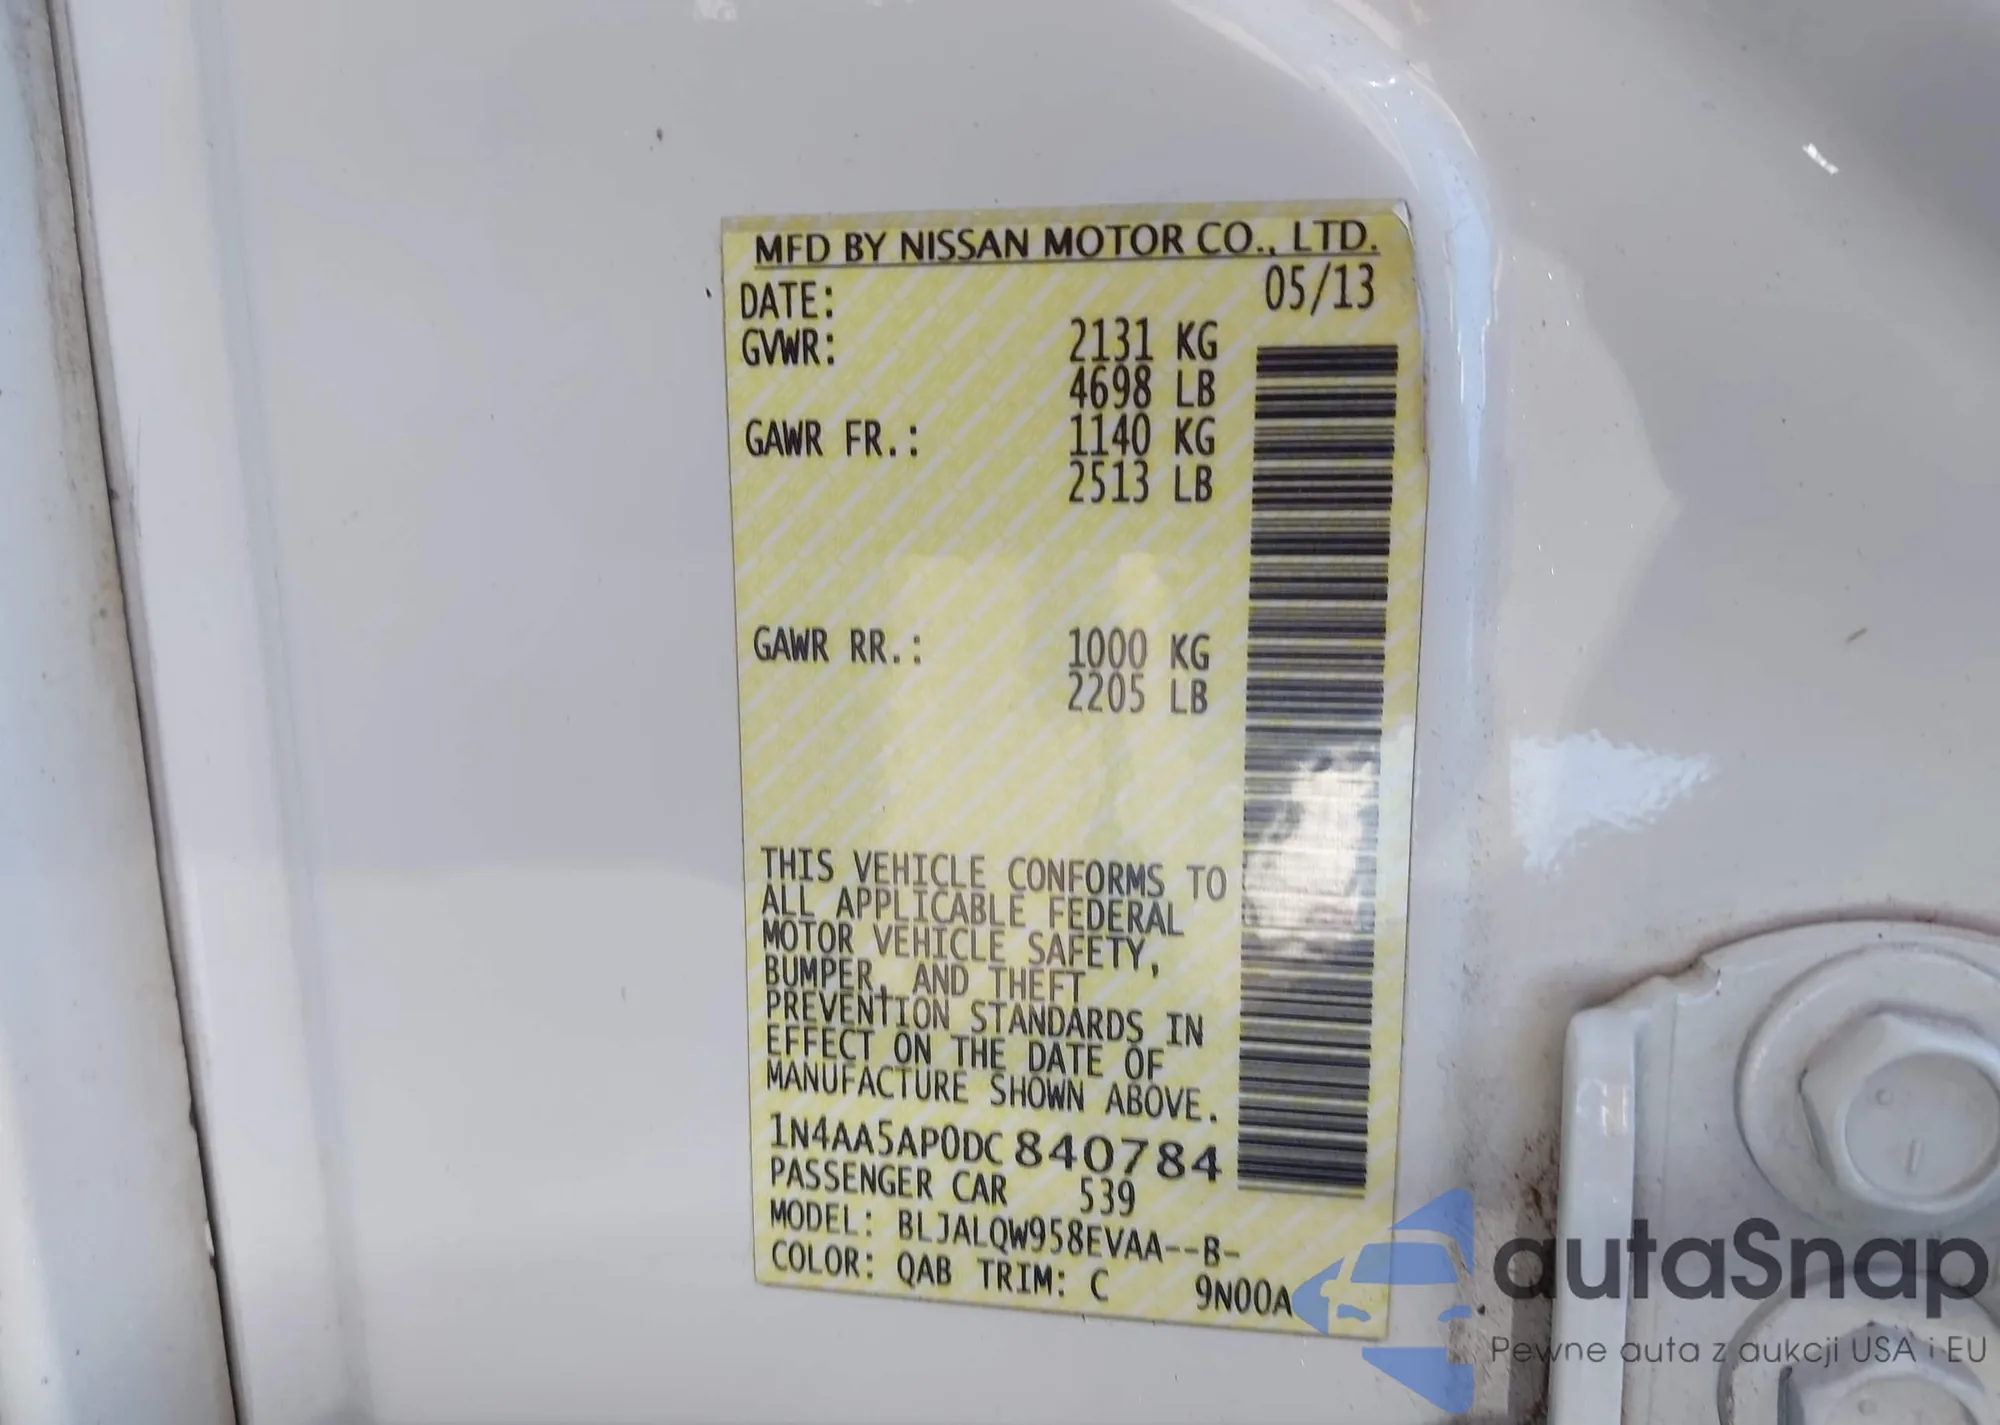 MFD BY NISSAN MOTOR CO., LTD.
DATE: 05/13
GVWR: 2131 KG
4698 LB
GAWR FR.: 1140 KG
2513 LB
GAWR RR.: 1000 KG
2205 LB
THIS VEHICLE CONFORMS TO
ALL APPLICABLE FEDERAL
MOTOR VEHICLE SAFETY,
BUMPER, AND THEFT
PREVENTION STANDARDS IN
EFFECT ON THE DATE OF
MANUFACTURE SHOWN ABOVE.
1N4AA5AP0DC840784
PASSENGER CAR 539
MODEL: BLJALQW958EVAA--B-
COLOR: QAB TRIM: C 9N00A
autaSnap
Pewne auta z aukcji USA i EU